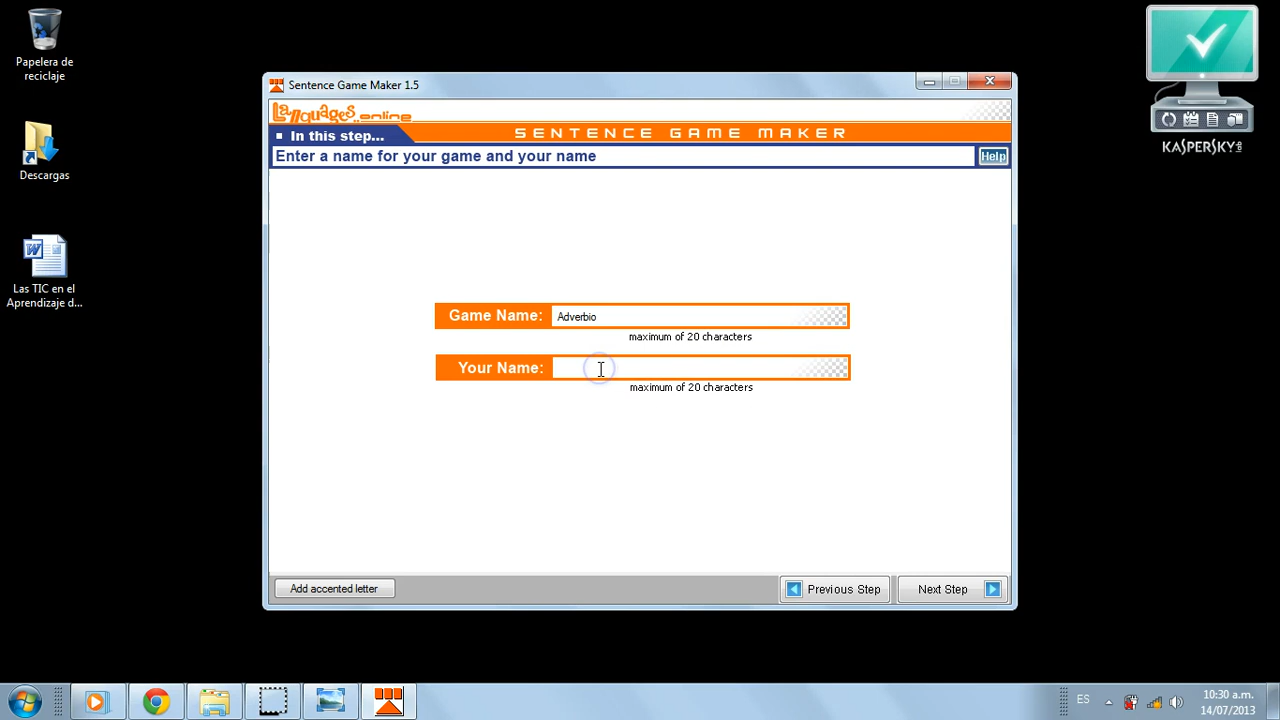 Papelera de
reciclaje
Descargas
Las TIC en el
Aprendizaje d...
Sentence Game Maker 1.5
Languages online
In this step...
SENTENCE GAME MAKER
Enter a name for your game and your name
Help
Game Name:
Adverbio
maximum of 20 characters
Your Name:
maximum of 20 characters
Add accented letter
Previous Step
Next Step
KASPERSKY
ES
10:30 a.m.
14/07/2013